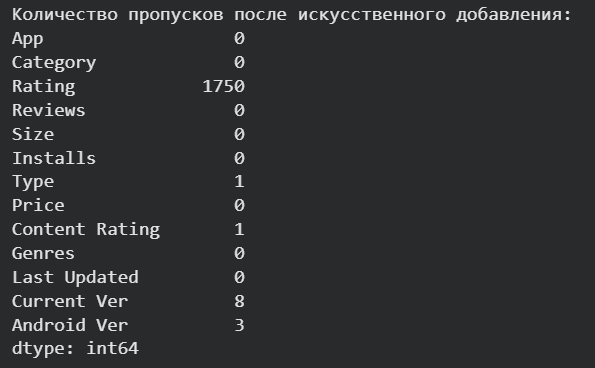 Количество пропусков после искусственного добавления:
App 0
Category 0
Rating 1750
Reviews 0
Size 0
Installs 0
Type 1
Price 0
Content Rating 1
Genres 0
Last Updated 0
Current Ver 8
Android Ver 3
dtype: int64